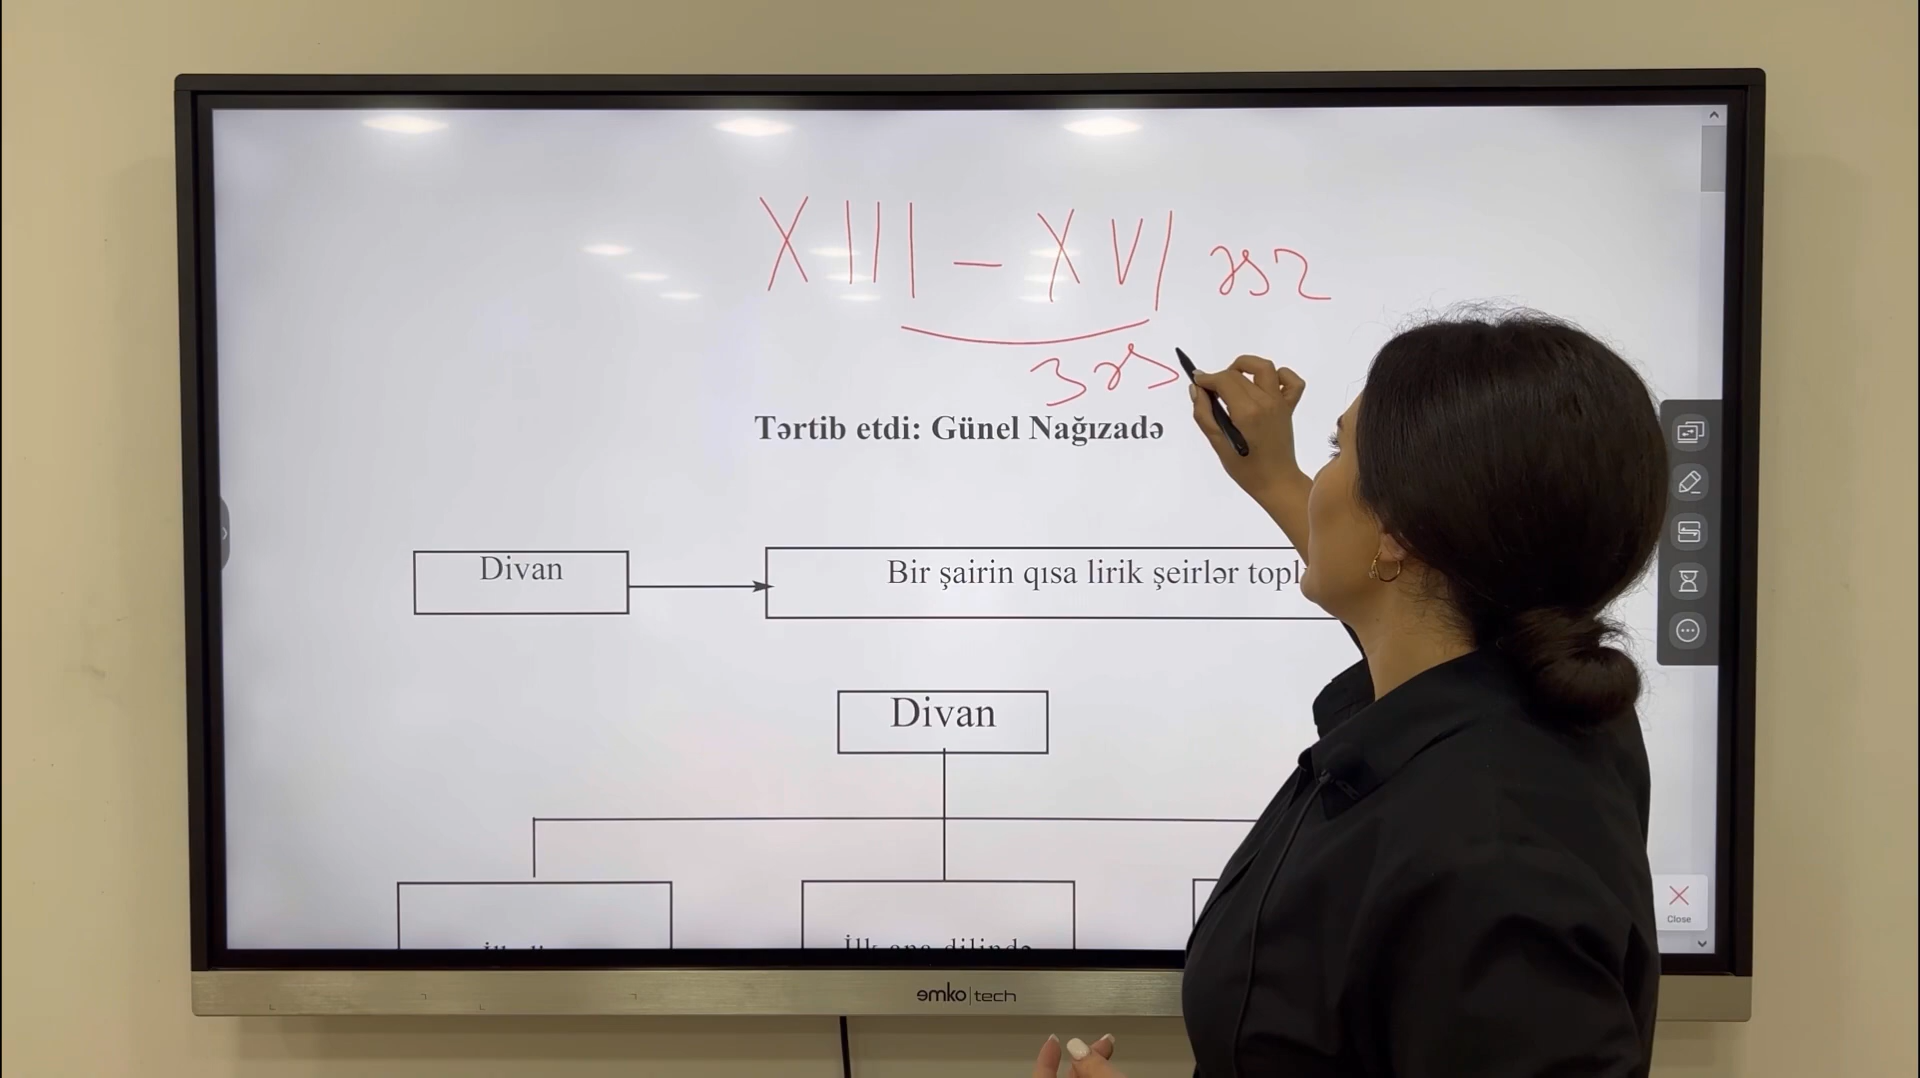 XIII - XVI əsr
3 əs
Tərtib etdi: Günel Nağızadə
Divan
Bir şairin qısa lirik şeirlər topl
Divan
İlk ana dilində
Close
emko|tech